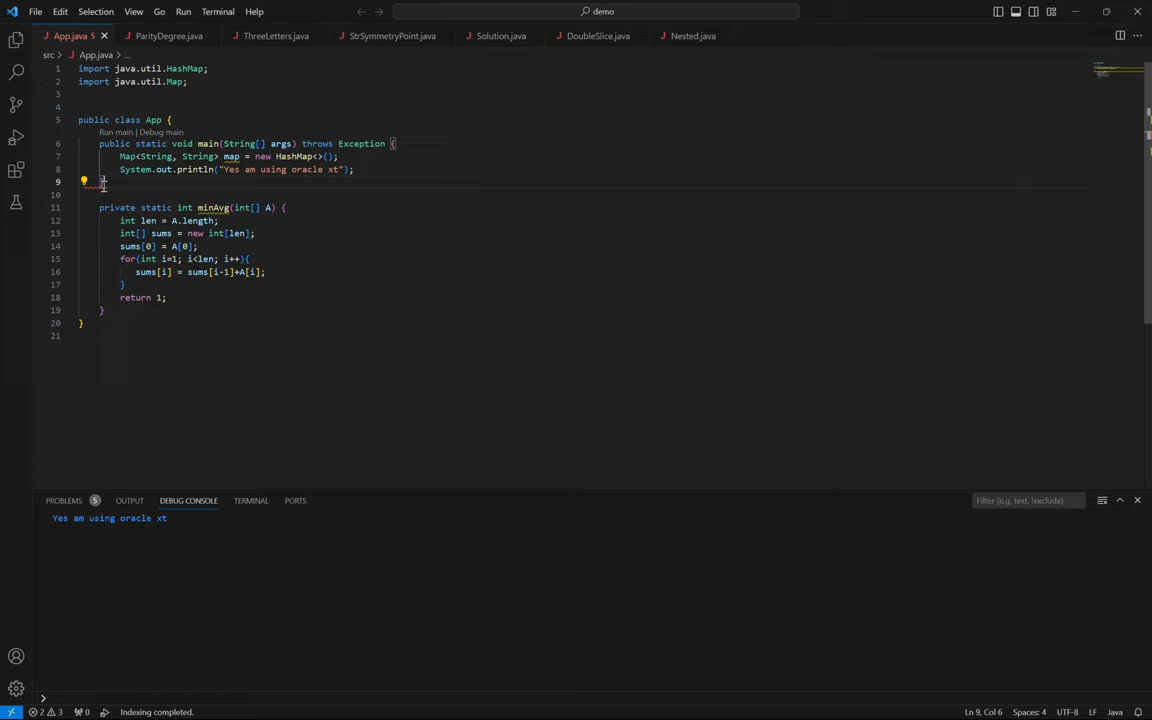 File Edit Selection View Go Run Terminal Help
demo
App.java 5 ParityDegree.java ThreeLetters.java StrSymmetryPoint.java Solution.java DoubleSlice.java Nested.java
src > App.java > ...
1 import java.util.HashMap;
2 import java.util.Map;
3
4
5 public class App {
Run main | Debug main
6 public static void main(String[] args) throws Exception {
7 Map<String, String> map = new HashMap<>();
8 System.out.println("Yes am using oracle xt");
9 }
10
11 private static int minAvg(int[] A) {
12 int len = A.length;
13 int[] sums = new int[len];
14 sums[0] = A[0];
15 for(int i=1; i<len; i++){
16 sums[i] = sums[i-1]+A[i];
17 }
18 return 1;
19 }
20 }
21
PROBLEMS 5 OUTPUT DEBUG CONSOLE TERMINAL PORTS
Filter (e.g. text, !exclude)
Yes am using oracle xt
>
2 3 0 Indexing completed. Ln 9, Col 6 Spaces: 4 UTF-8 LF Java